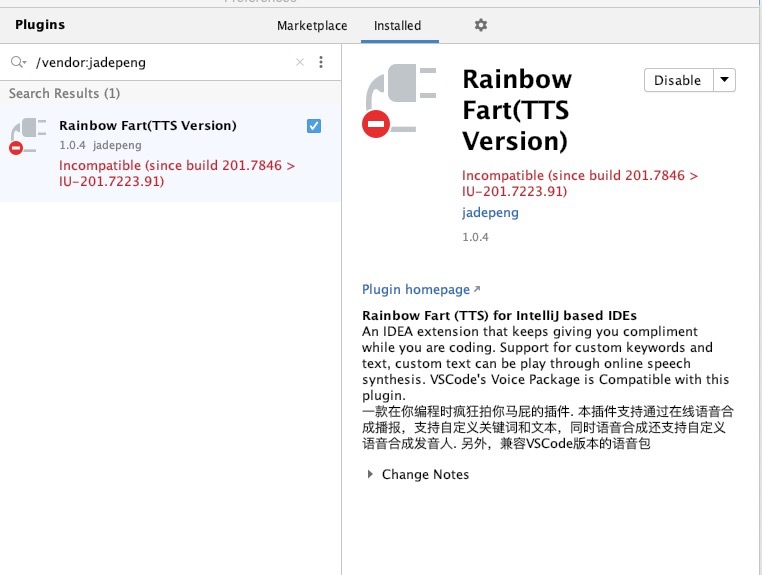 Preferences
Plugins
Marketplace
Installed
/vendor:jadepeng
Search Results (1)
Rainbow Fart(TTS Version)
1.0.4 jadepeng
Incompatible (since build 201.7846 >
IU-201.7223.91)
Rainbow
Fart(TTS
Version)
Disable
Incompatible (since build 201.7846 >
IU-201.7223.91)
jadepeng
1.0.4
Plugin homepage
Rainbow Fart (TTS) for IntelliJ based IDEs
An IDEA extension that keeps giving you compliment
while you are coding. Support for custom keywords and
text, custom text can be play through online speech
synthesis. VSCode's Voice Package is Compatible with this
plugin.
一款在你编程时疯狂拍你马屁的插件. 本插件支持通过在线语音合
成播报，支持自定义关键词和文本，同时语音合成还支持自定义
语音合成发音人. 另外，兼容VSCode版本的语音包
Change Notes